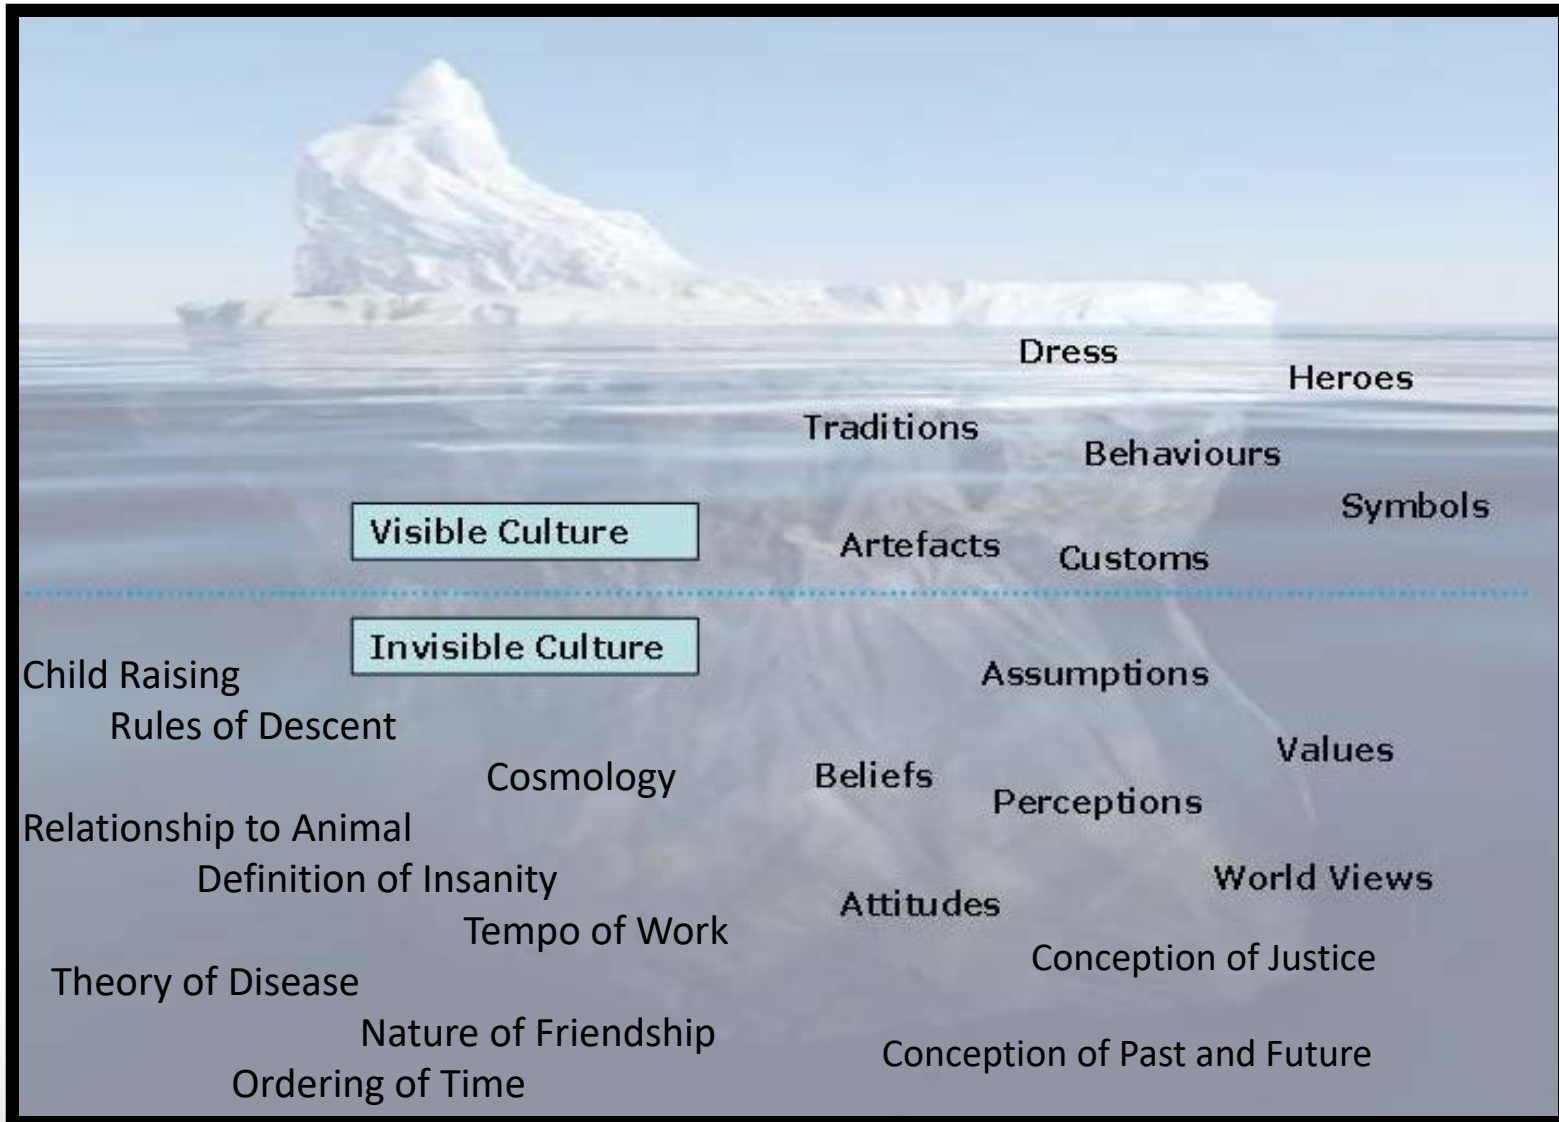 Dress
Heroes
Traditions
Behaviours
Symbols
Visible Culture
Artefacts
Customs
Invisible Culture
Child Raising
Assumptions
Rules of Descent
Values
Cosmology
Beliefs
Perceptions
Relationship to Animal
Definition of Insanity
World Views
Attitudes
Tempo of Work
Conception of Justice
Theory of Disease
Nature of Friendship
Conception of Past and Future
Ordering of Time